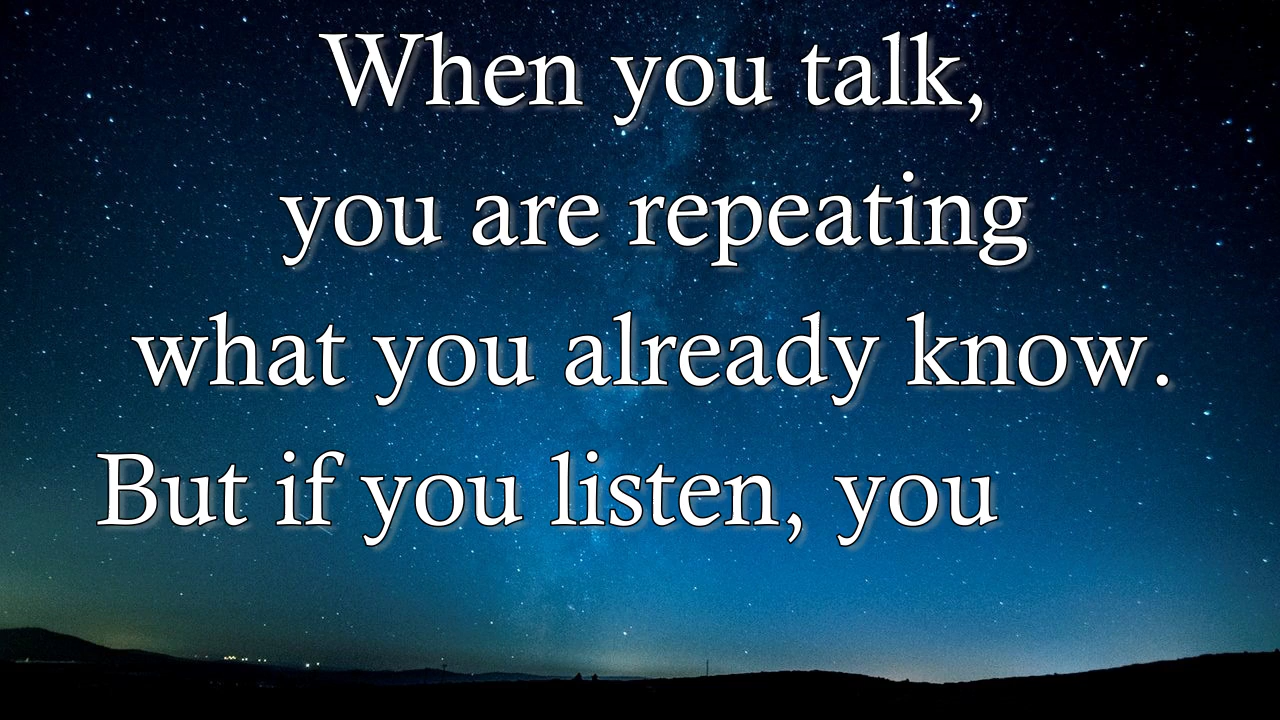 When you talk,
you are repeating
what you already know.
But if you listen, you